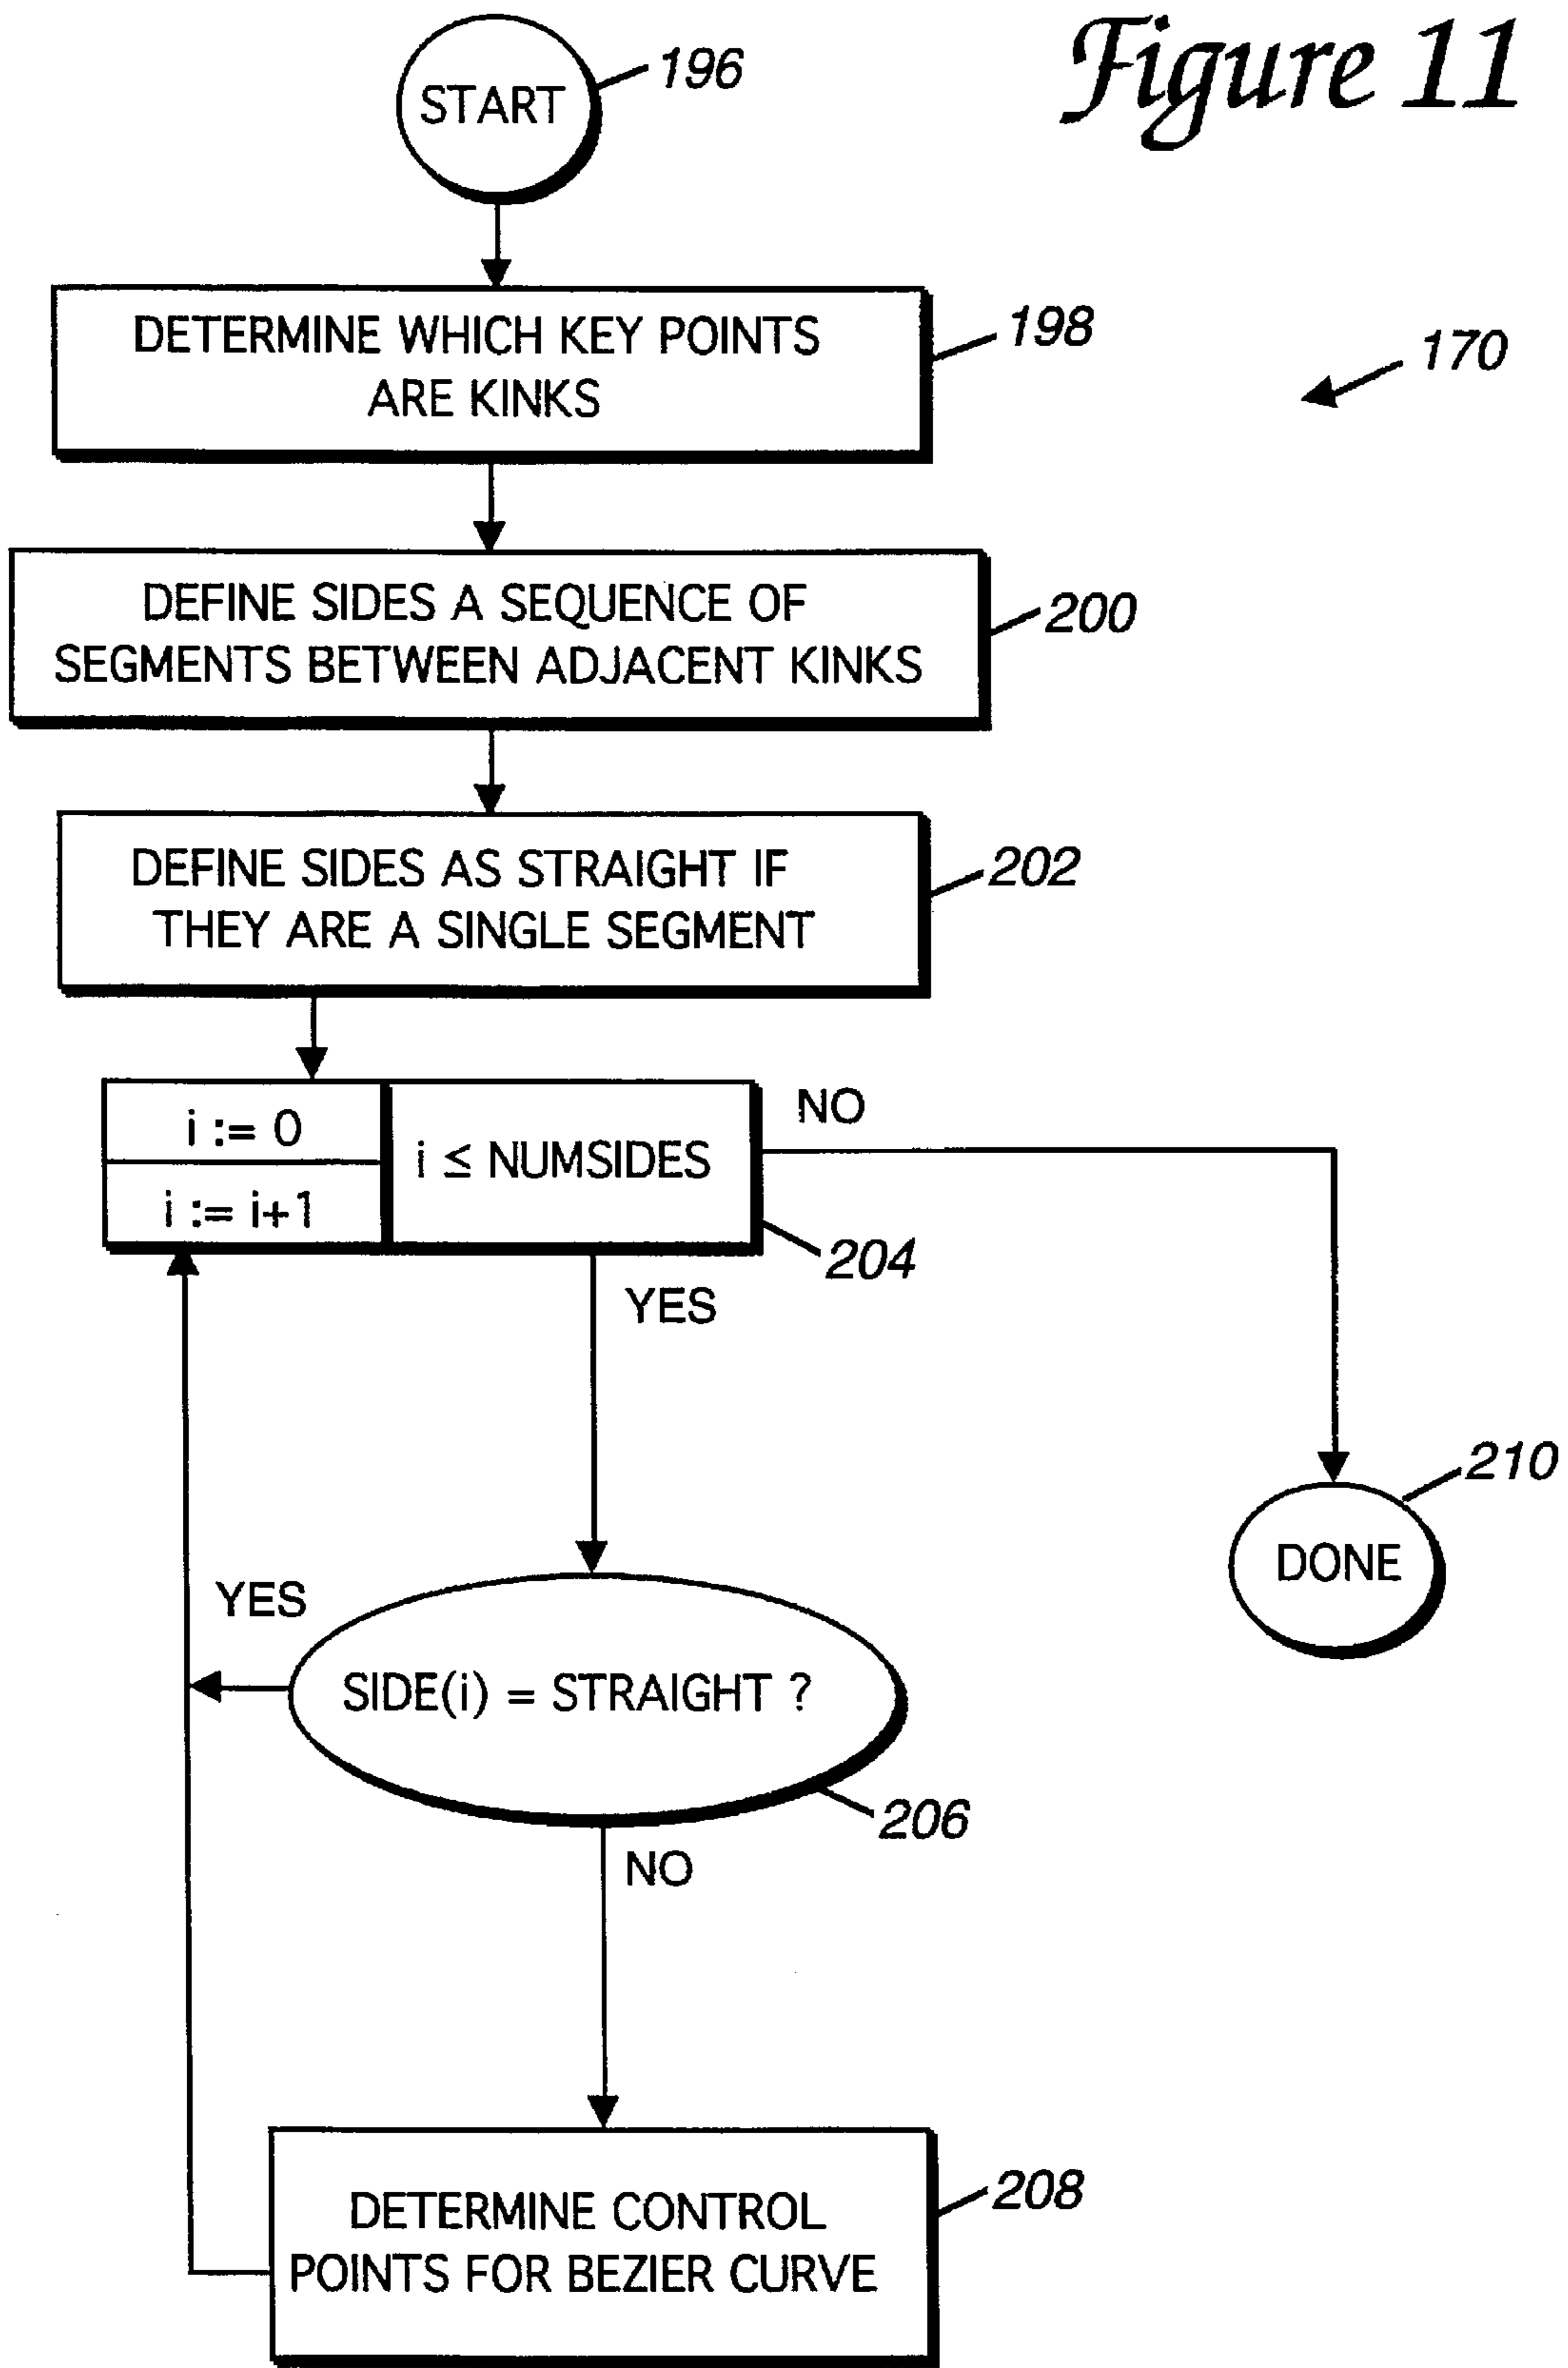 Figure 11
START
196
DETERMINE WHICH KEY POINTS
ARE KINKS
198
170
DEFINE SIDES A SEQUENCE OF
SEGMENTS BETWEEN ADJACENT KINKS
200
DEFINE SIDES AS STRAIGHT IF
THEY ARE A SINGLE SEGMENT
202
i := 0
i := i+1
i ≤ NUMSIDES
NO
204
YES
210
DONE
YES
SIDE(i) = STRAIGHT ?
206
NO
DETERMINE CONTROL
POINTS FOR BEZIER CURVE
208